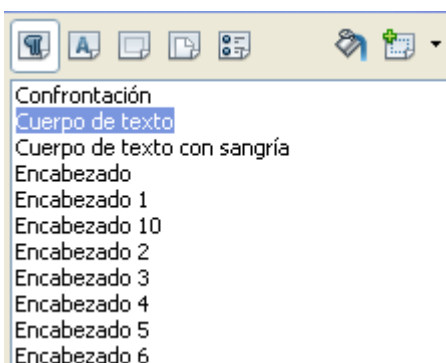 Confrontación
Cuerpo de texto
Cuerpo de texto con sangría
Encabezado
Encabezado 1
Encabezado 10
Encabezado 2
Encabezado 3
Encabezado 4
Encabezado 5
Encabezado 6